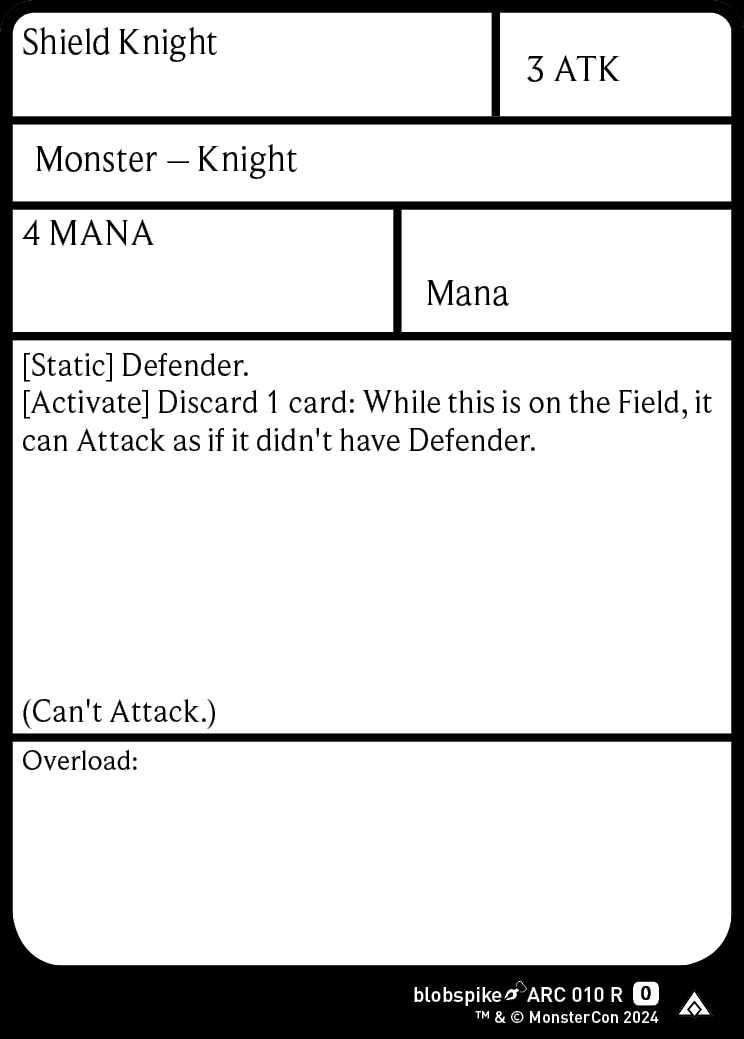 Shield Knight
3 ATK
Monster – Knight
4 MANA
Mana
[Static] Defender.
[Activate] Discard 1 card: While this is on the Field, it
can Attack as if it didn't have Defender.
(Can't Attack.)
Overload:
blobspike ARC 010 R 0
™ & © MonsterCon 2024